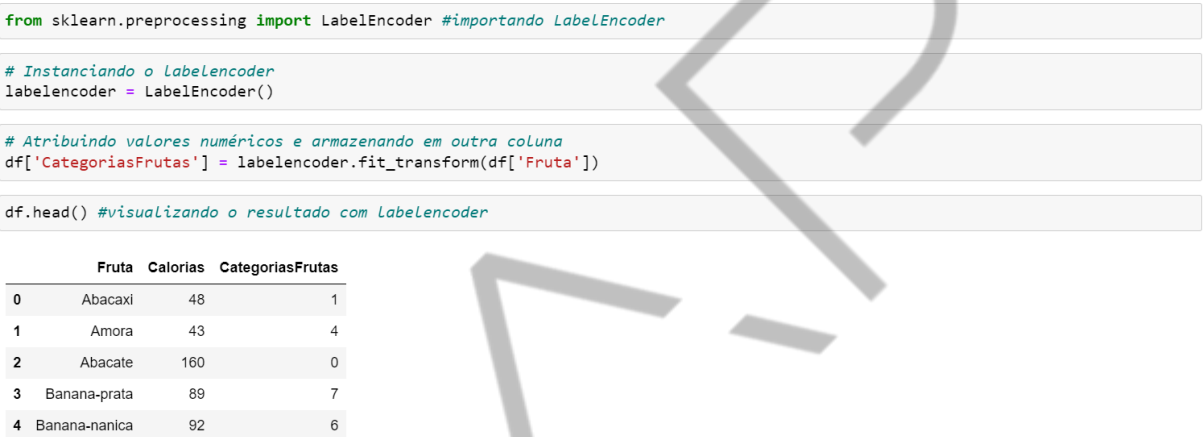 from sklearn.preprocessing import LabelEncoder #importando LabelEncoder
# Instanciando o labelencoder
labelencoder = LabelEncoder()
# Atribuindo valores numéricos e armazenando em outra coluna
df['CategoriasFrutas'] = labelencoder.fit_transform(df['Fruta'])
df.head() #visualizando o resultado com labelencoder
Fruta Calorias CategoriasFrutas
0 Abacaxi 48 1
1 Amora 43 4
2 Abacate 160 0
3 Banana-prata 89 7
4 Banana-nanica 92 6